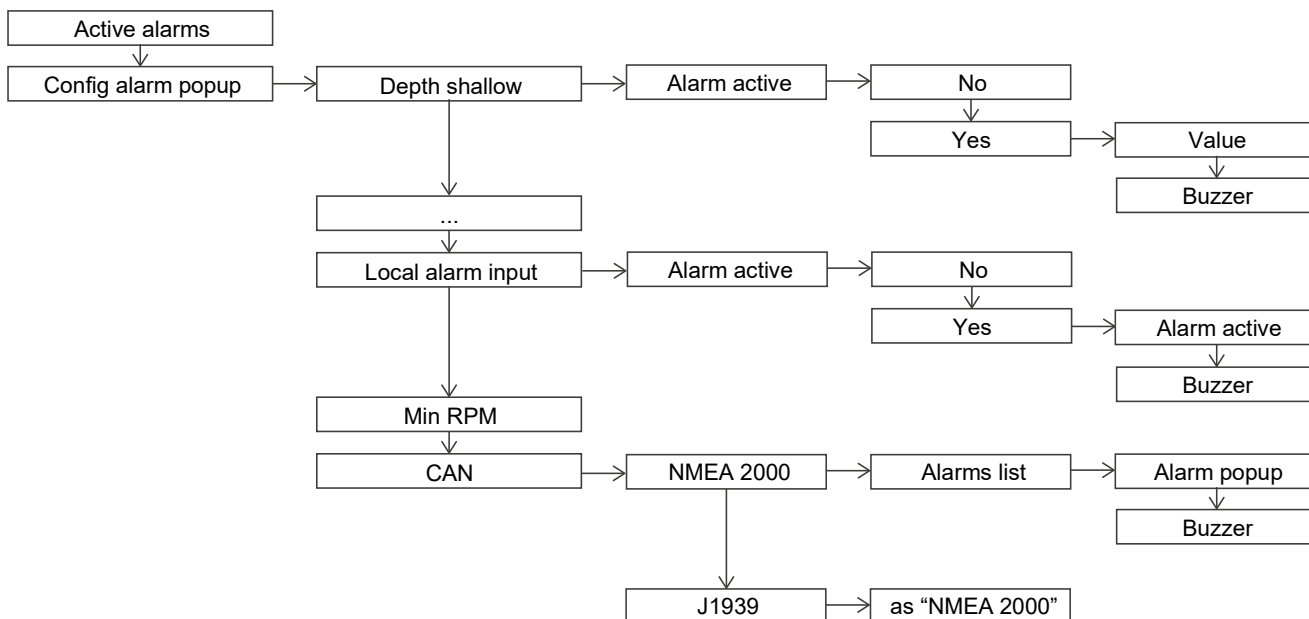 Active alarms
Config alarm popup
Depth shallow
Alarm active
No
Yes
Value
Buzzer
...
Local alarm input
Alarm active
No
Yes
Alarm active
Buzzer
Min RPM
CAN
NMEA 2000
Alarms list
Alarm popup
Buzzer
J1939
as “NMEA 2000”